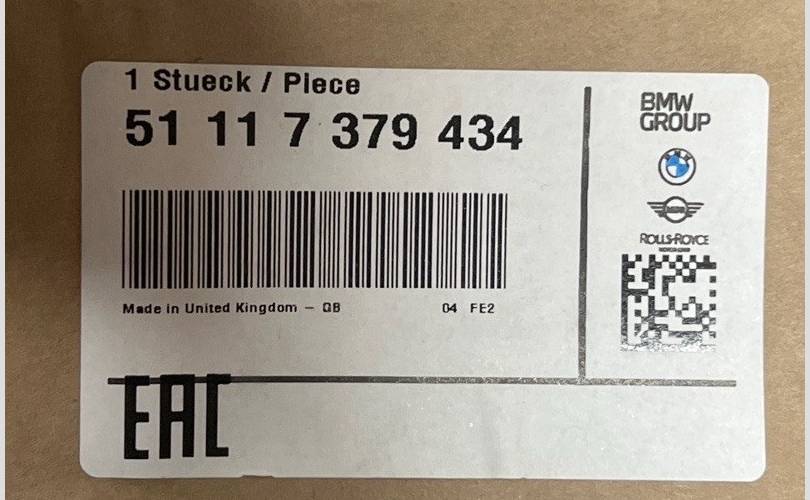 1 Stueck / Piece
51 11 7 379 434
Made in United Kingdom – GB 04 FE2
EAC
BMW
GROUP
ROLLS-ROYCE